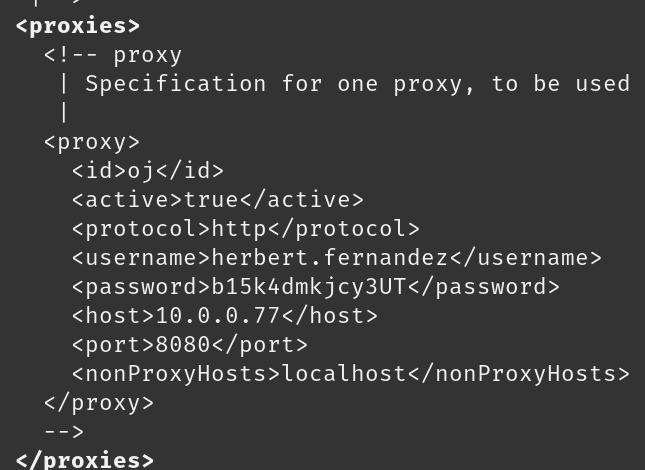 <proxies>
<!-- proxy
| Specification for one proxy, to be used
|
<proxy>
<id>oj</id>
<active>true</active>
<protocol>http</protocol>
<username>herbert.fernandez</username>
<password>b15k4dmkjcy3UT</password>
<host>10.0.0.77</host>
<port>8080</port>
<nonProxyHosts>localhost</nonProxyHosts>
</proxy>
-->
</proxies>